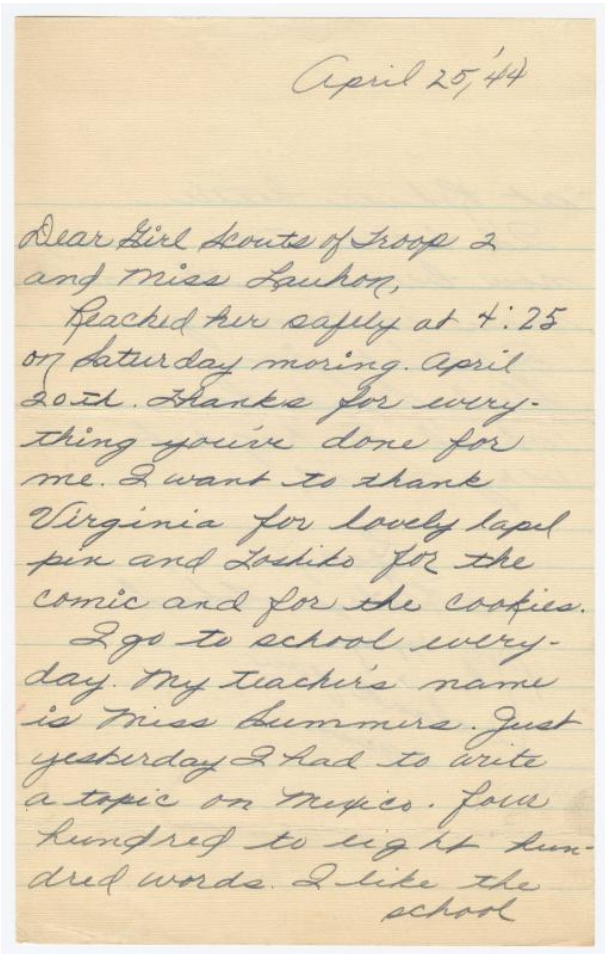 April 25, '44
Dear Girl Scouts of Troop 2
and Miss Lauhon,
Reached her safely at 4:25
on Saturday moring. April
20th. Thanks for every-
thing you've done for
me. I want to thank
Virginia for lovely lapel
pin and Toshiko for the
comic and for the cookies.
I go to school every-
day. My teacher's name
is Miss Summers. Just
yesterday I had to write
a topic on Mexico. Four
hundred to eight hun-
dred words. I like the
school